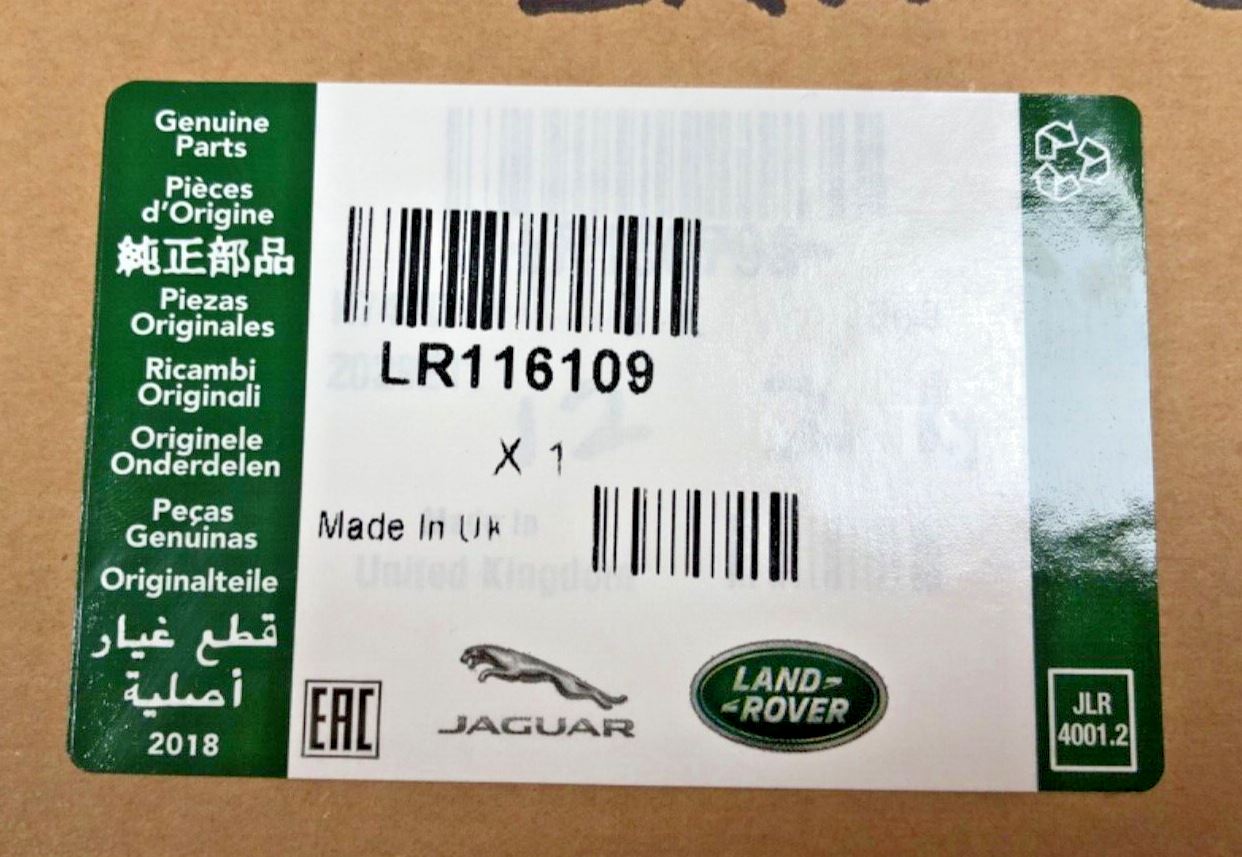 Genuine
Parts
Pièces
d'Origine
純正部品
Piezas
Originales
Ricambi
Originali
Originele
Onderdelen
Peças
Genuinas
Originalteile
قطع غيار
أصلية
2018
LR116109
X 1
Made In Uk
United Kingdom
EAC
JAGUAR
LAND-
-ROVER
JLR
4001.2